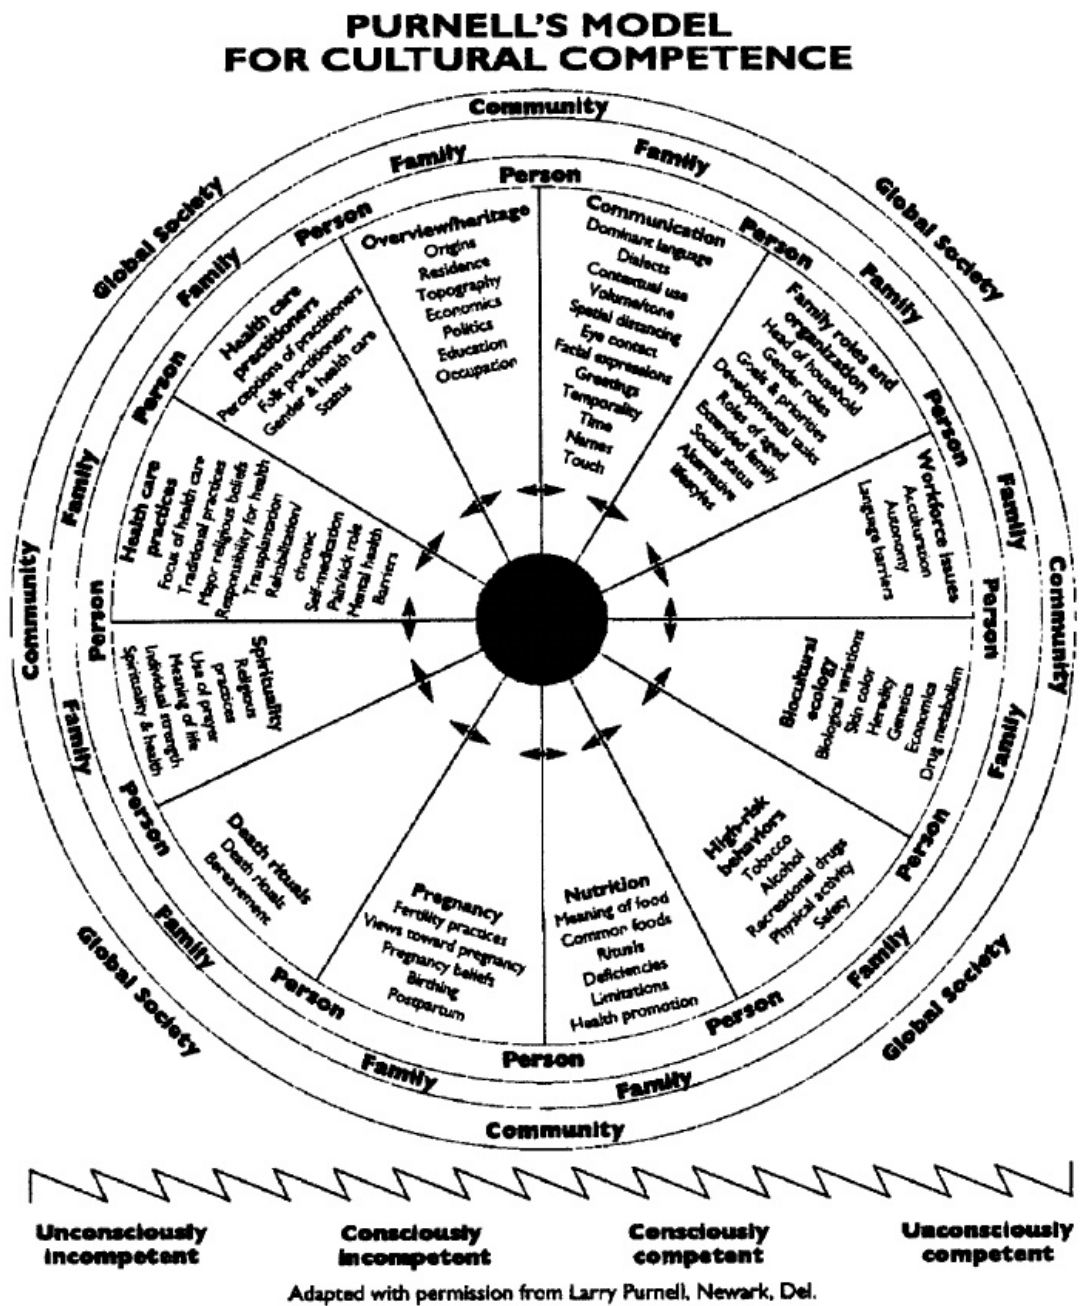 PURNELL'S MODEL
FOR CULTURAL COMPETENCE
Community
Family
Family
Person
Global Society
Global Society
Person
Person
Family
Family
Person
Person
Family
Family
Community
Community
Person
Person
Family
Family
Person
Person
Global Society
Global Society
Family
Family
Person
Person
Person
Family
Family
Community
Overview/heritage
Origins
Residence
Topography
Economics
Politics
Education
Occupation
Communication
Dominant language
Dialects
Contextual use
Volume/tone
Spatial distancing
Eye contact
Facial expressions
Greetings
Temporality
Time
Names
Touch
Family roles and
organization
Head of household
Gender roles
Goals & priorities
Developmental tasks
Roles of aged
Extended family
Social status
Alternative
lifestyles
Workforce issues
Acculturation
Autonomy
Language barriers
Biocultural
ecology
Biological variations
Skin color
Heredity
Genetics
Economics
Drug metabolism
High-risk
behaviors
Tobacco
Alcohol
Recreational drugs
Physical activity
Safety
Nutrition
Meaning of food
Common foods
Rituals
Deficiencies
Limitations
Health promotion
Pregnancy
Fertility practices
Views toward pregnancy
Pregnancy beliefs
Birthing
Postpartum
Death rituals
Death rituals
Bereavement
Spirituality
Religious
practices
Use of prayer
Meaning of life
Individual strength
Spirituality & health
Health care
practices
Focus of health care
Traditional practices
Major religious beliefs
Responsibility for health
Transplantation
Rehabilitation/
chronic
Self-medication
Pain/sick role
Mental health
Barriers
Health care
practitioners
Perceptions of practitioners
Folk practitioners
Gender & health care
Status
Unconsciously
incompetent
Consciously
incompetent
Consciously
competent
Unconsciously
competent
Adapted with permission from Larry Purnell, Newark, Del.